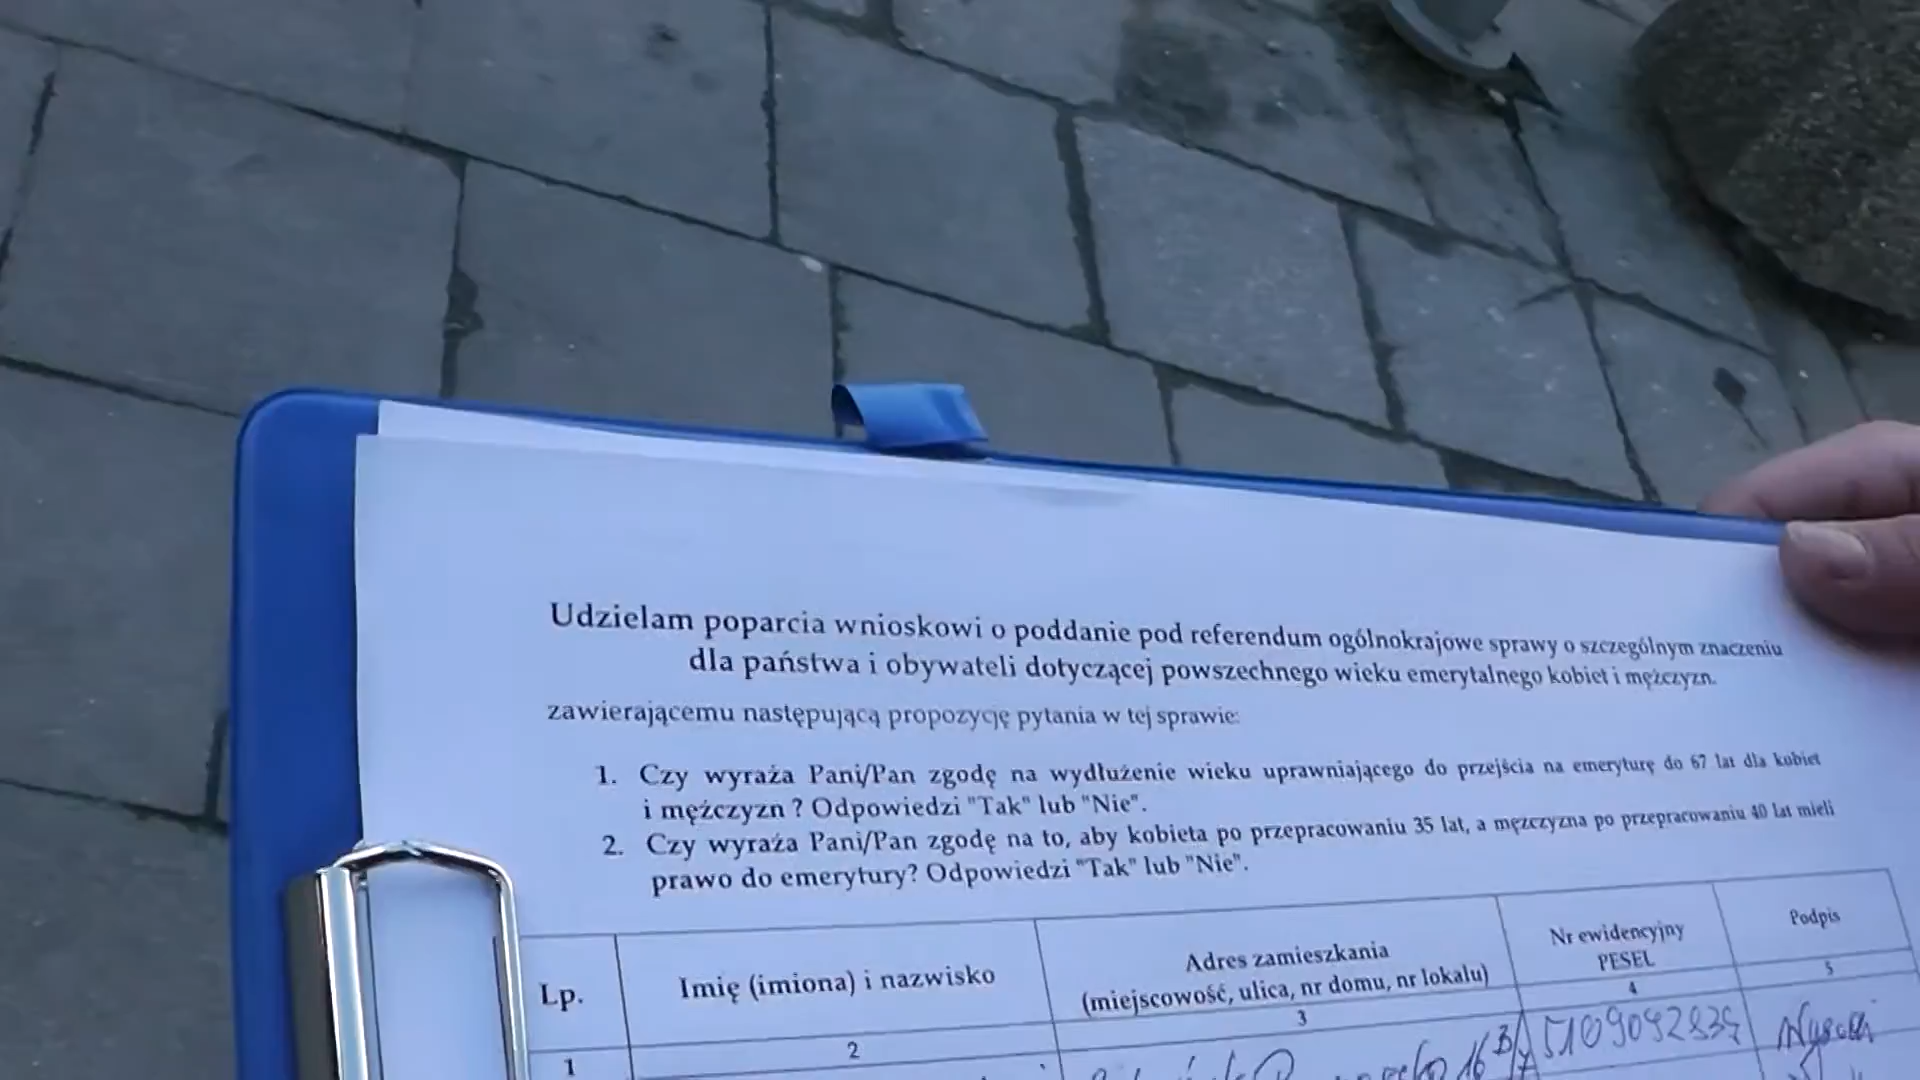 Udzielam poparcia wnioskowi o poddanie pod referendum ogólnokrajowe sprawy o szczególnym znaczeniu
dla państwa i obywateli dotyczącej powszechnego wieku emerytalnego kobiet i mężczyzn.
zawierającemu następującą propozycję pytania w tej sprawie:
1. Czy wyraża Pani/Pan zgodę na wydłużenie wieku uprawniającego do przejścia na emeryturę do 67 lat dla kobiet
i mężczyzn ? Odpowiedzi "Tak" lub "Nie".
2. Czy wyraża Pani/Pan zgodę na to, aby kobieta po przepracowaniu 35 lat, a mężczyzna po przepracowaniu 40 lat mieli
prawo do emerytury? Odpowiedzi "Tak" lub "Nie".
Lp. Imię (imiona) i nazwisko Adres zamieszkania Nr ewidencyjny Podpis
(miejscowość, ulica, nr domu, nr lokalu) PESEL
2 3 4 5
1